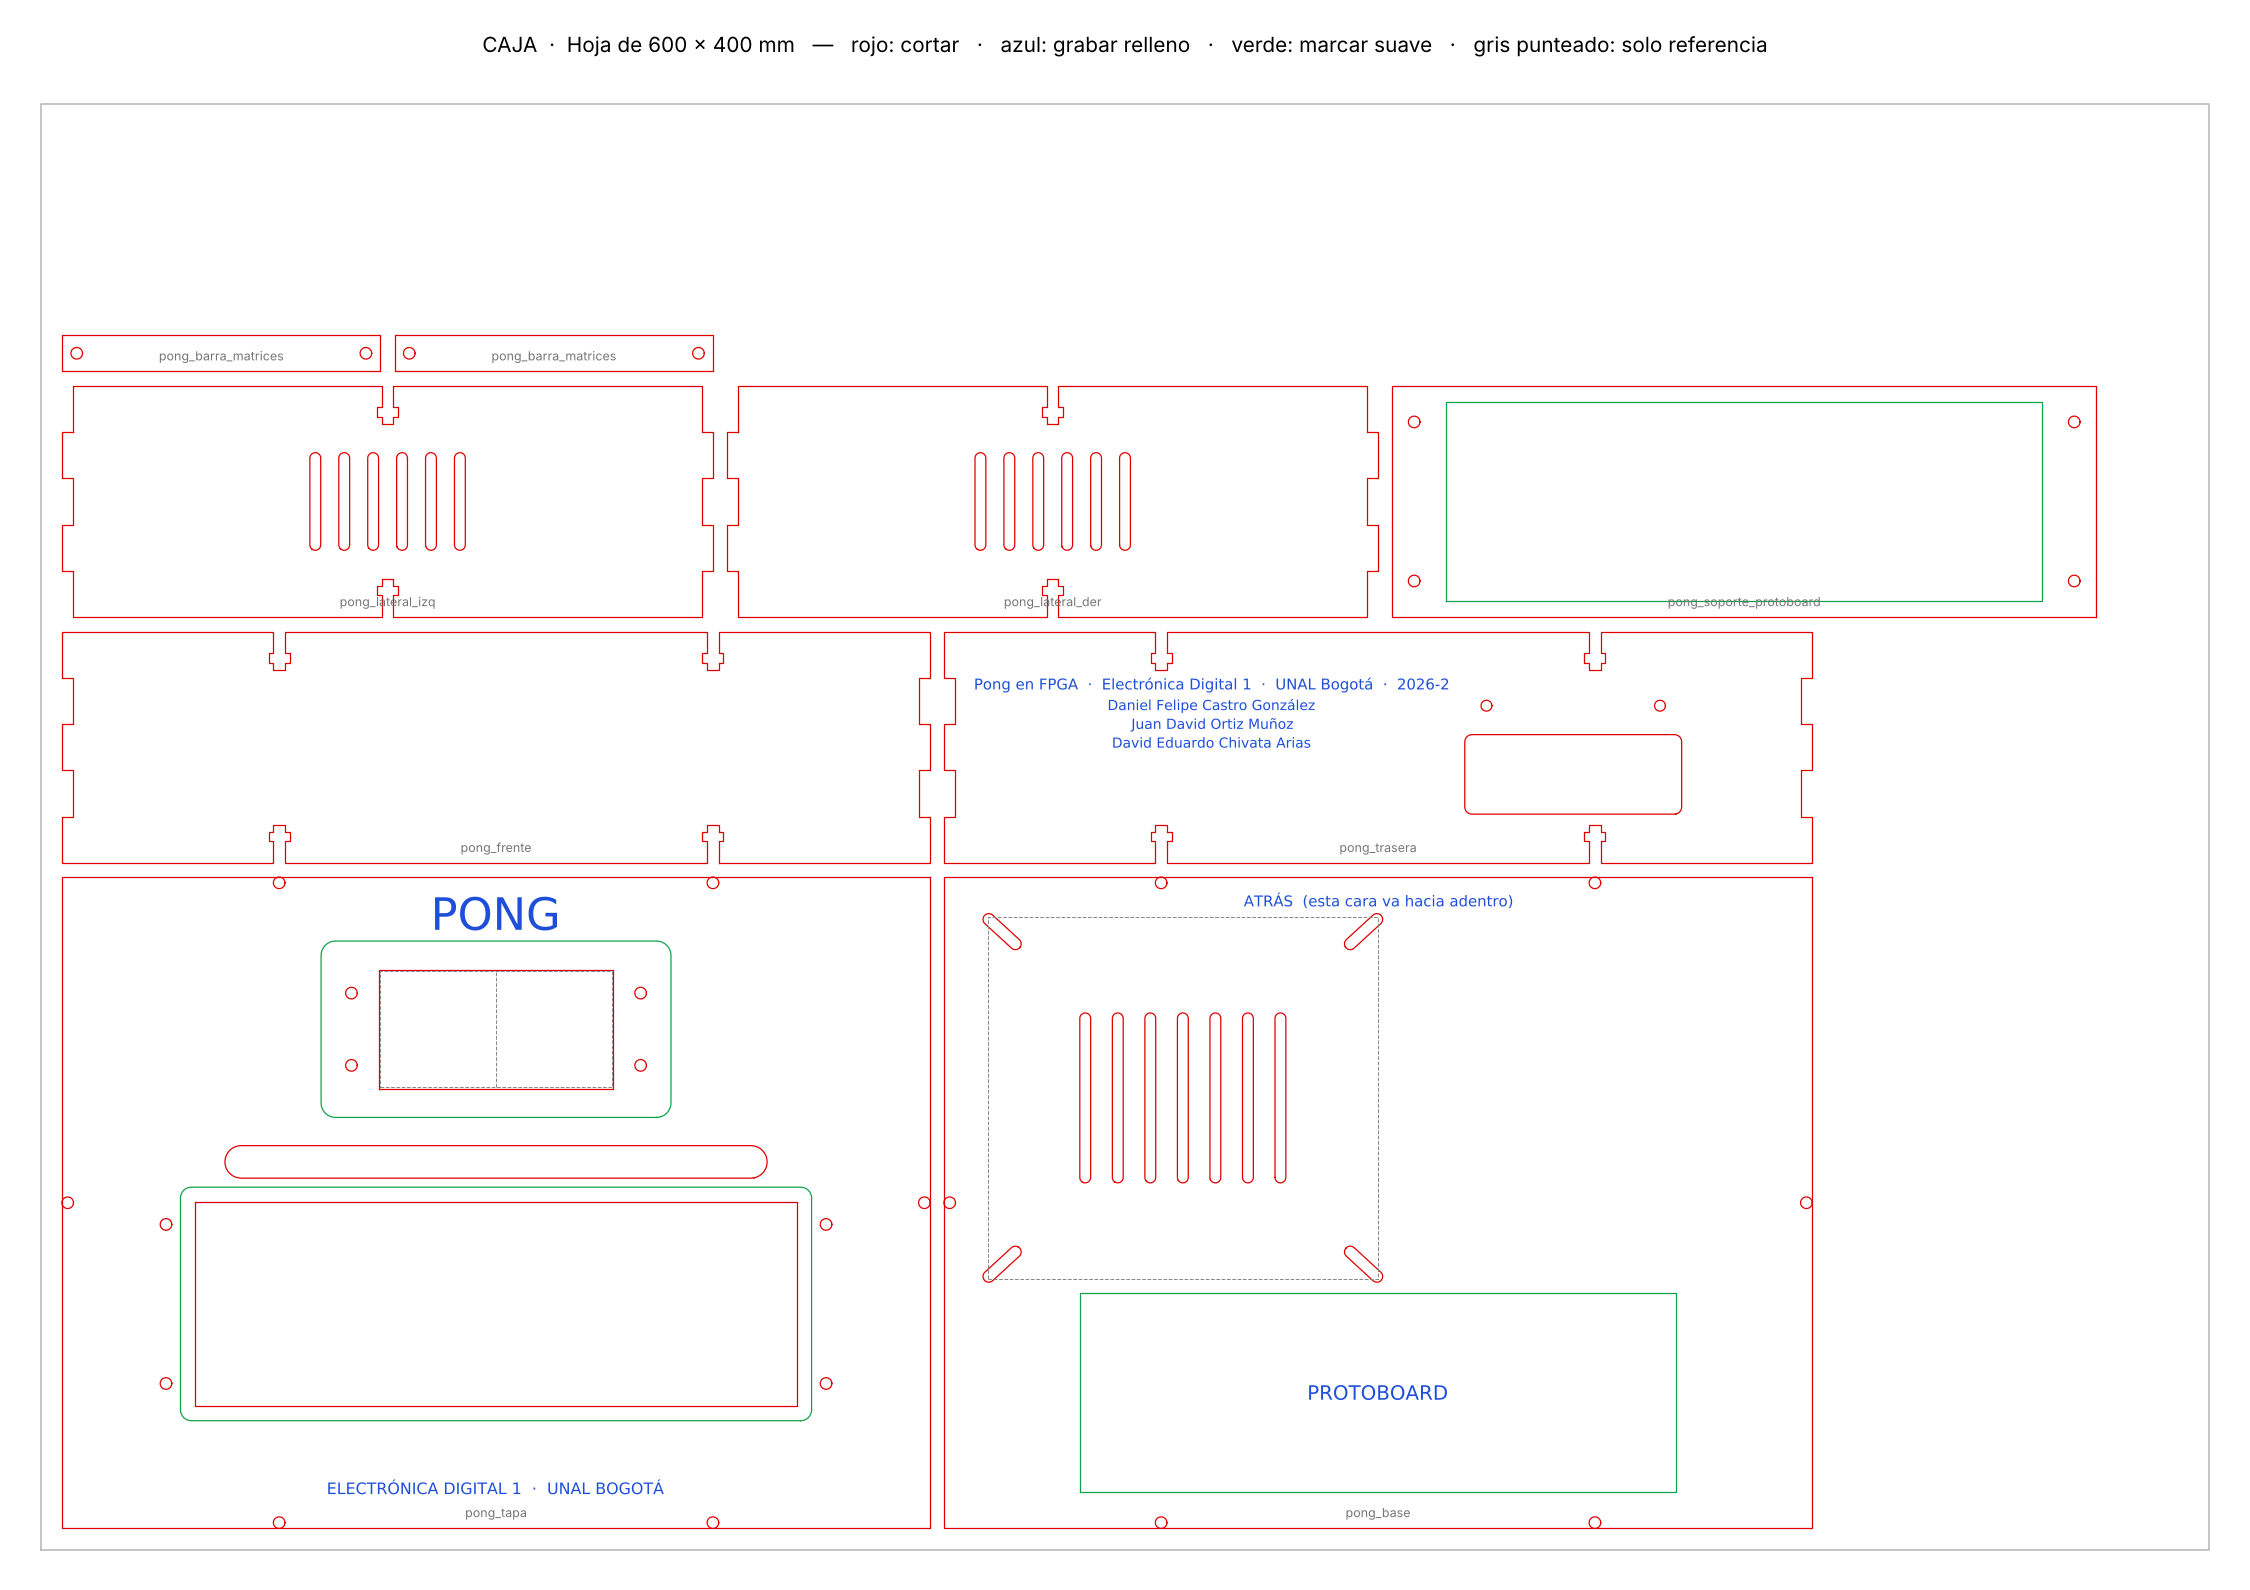 CAJA · Hoja de 600 × 400 mm — rojo: cortar · azul: grabar relleno · verde: marcar suave · gris punteado: solo referencia
pong_barra_matrices
pong_barra_matrices
pong_lateral_izq
pong_lateral_der
pong_soporte_protoboard
pong_frente
Pong en FPGA · Electrónica Digital 1 · UNAL Bogotá · 2026-2
Daniel Felipe Castro González
Juan David Ortiz Muñoz
David Eduardo Chivata Arias
pong_trasera
PONG
ELECTRÓNICA DIGITAL 1 · UNAL BOGOTÁ
pong_tapa
ATRÁS (esta cara va hacia adentro)
PROTOBOARD
pong_base